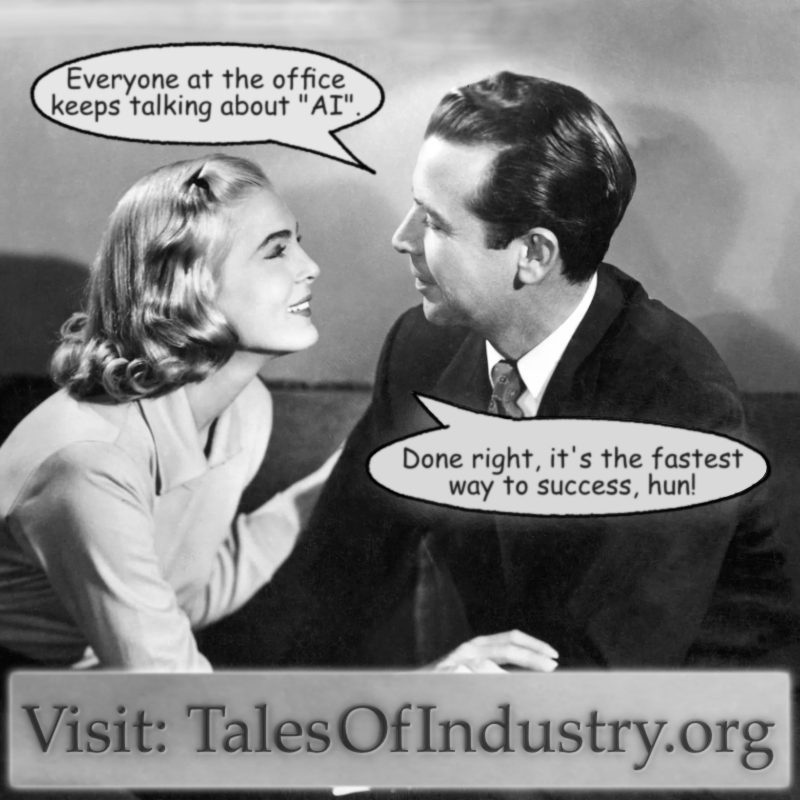 Everyone at the office
keeps talking about "AI".
Done right, it's the fastest
way to success, hun!
Visit: TalesOfIndustry.org